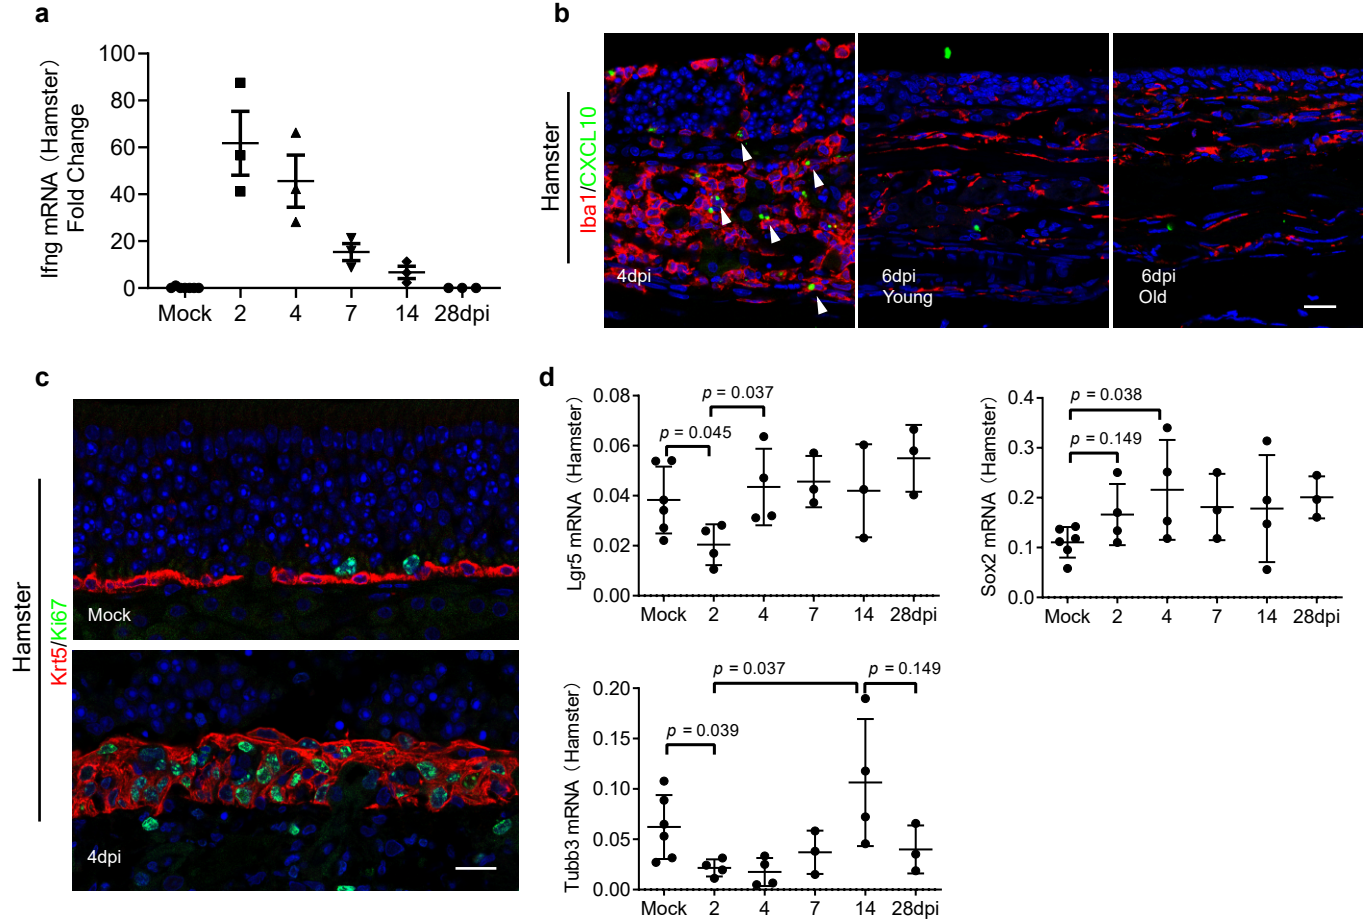 a
Ifng mRNA（Hamster）
Fold Change
100
80
60
40
20
0
Mock
2
4
7
14
28dpi
b
Hamster
Iba1/CXCL10
4dpi
6dpi
Young
6dpi
Old
c
Hamster
Krt5/Ki67
Mock
4dpi
d
Lgr5 mRNA（Hamster）
0.08
0.06
0.04
0.02
0.00
p = 0.037
p = 0.045
Mock
2
4
7
14
28dpi
Sox2 mRNA（Hamster）
0.4
0.3
0.2
0.1
0.0
p = 0.038
p = 0.149
Mock
2
4
7
14
28dpi
Tubb3 mRNA（Hamster）
0.20
0.15
0.10
0.05
0.00
p = 0.037
p = 0.149
p = 0.039
Mock
2
4
7
14
28dpi